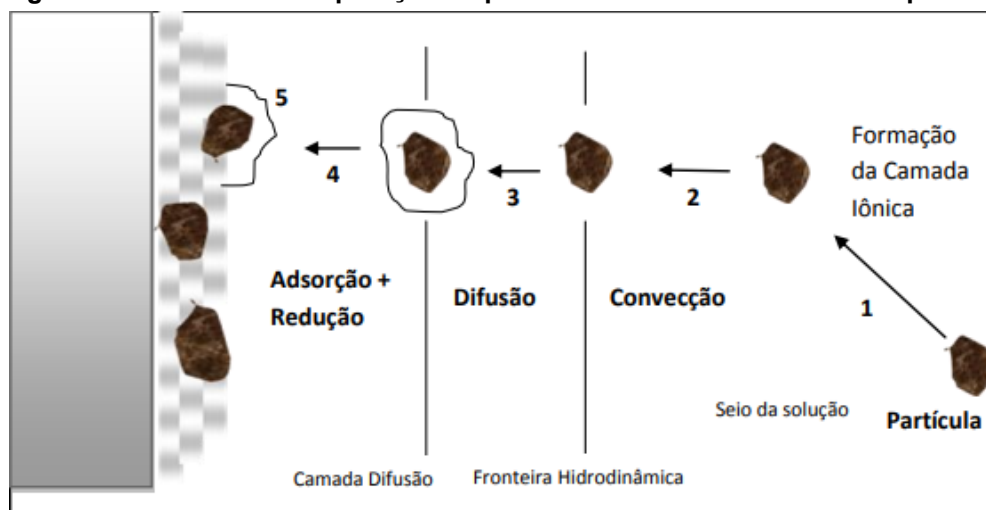 5
4
3
2
Formação
da Camada
Iônica
1
Adsorção +
Redução
Difusão
Convecção
Seio da solução
Partícula
Camada Difusão
Fronteira Hidrodinâmica